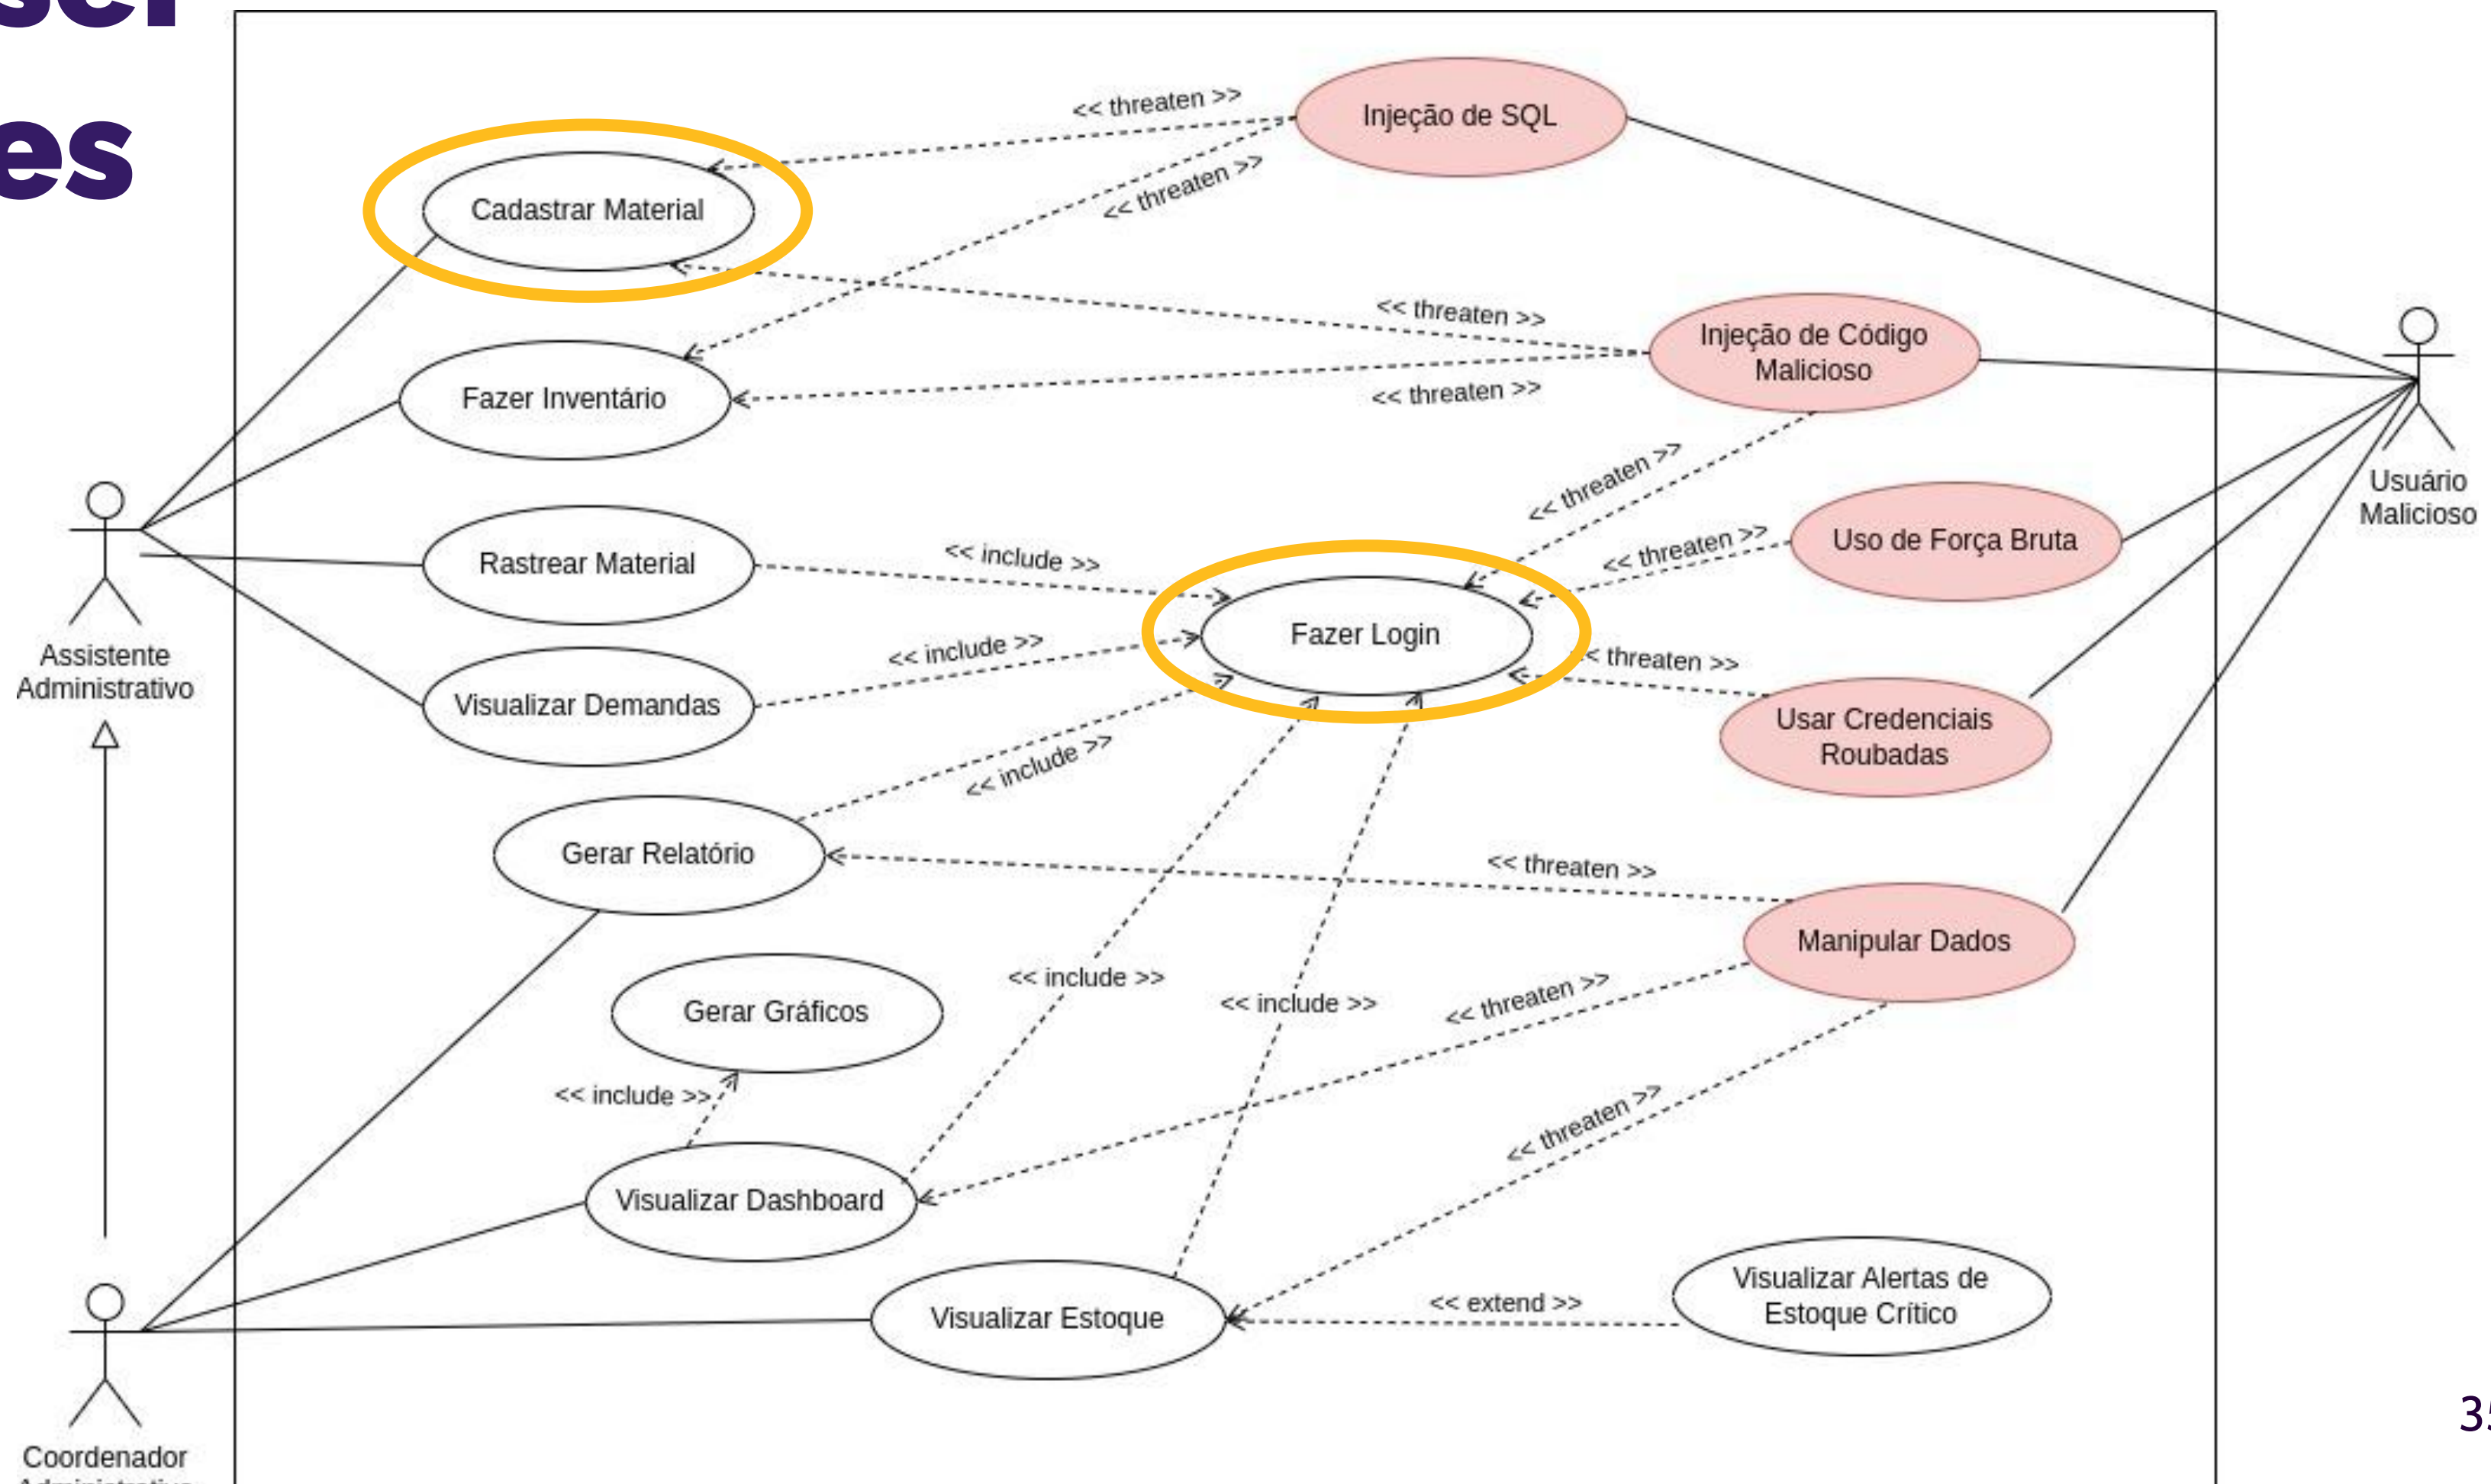 es
<< threaten >>
Injeção de SQL
<< threaten >>
Cadastrar Material
<< threaten >>
Injeção de Código
Malicioso
Fazer Inventário
<< threaten >>
Usuário
Malicioso
<< threaten >>
Uso de Força Bruta
<< threaten >>
Rastrear Material
<< include >>
Fazer Login
Assistente
Administrativo
<< include >>
<< threaten >>
Visualizar Demandas
Usar Credenciais
Roubadas
<< include >>
Gerar Relatório
<< threaten >>
Manipular Dados
Gerar Gráficos
<< include >>
<< include >>
<< threaten >>
<< include >>
<< threaten >>
Visualizar Dashboard
Visualizar Estoque
<< extend >>
Visualizar Alertas de
Estoque Crítico
Coordenador